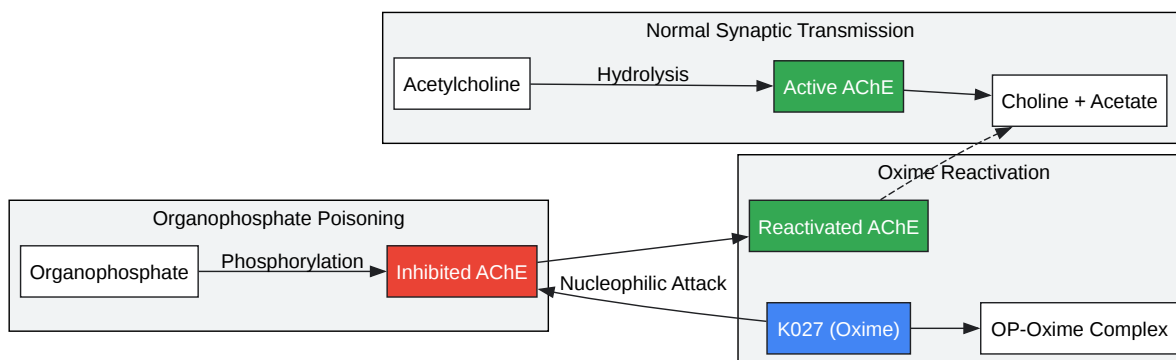 Normal Synaptic Transmission
Acetylcholine
Hydrolysis
Active AChE
Choline + Acetate
Oxime Reactivation
Reactivated AChE
Organophosphate Poisoning
Organophosphate
Phosphorylation
Inhibited AChE
Nucleophilic Attack
K027 (Oxime)
OP-Oxime Complex